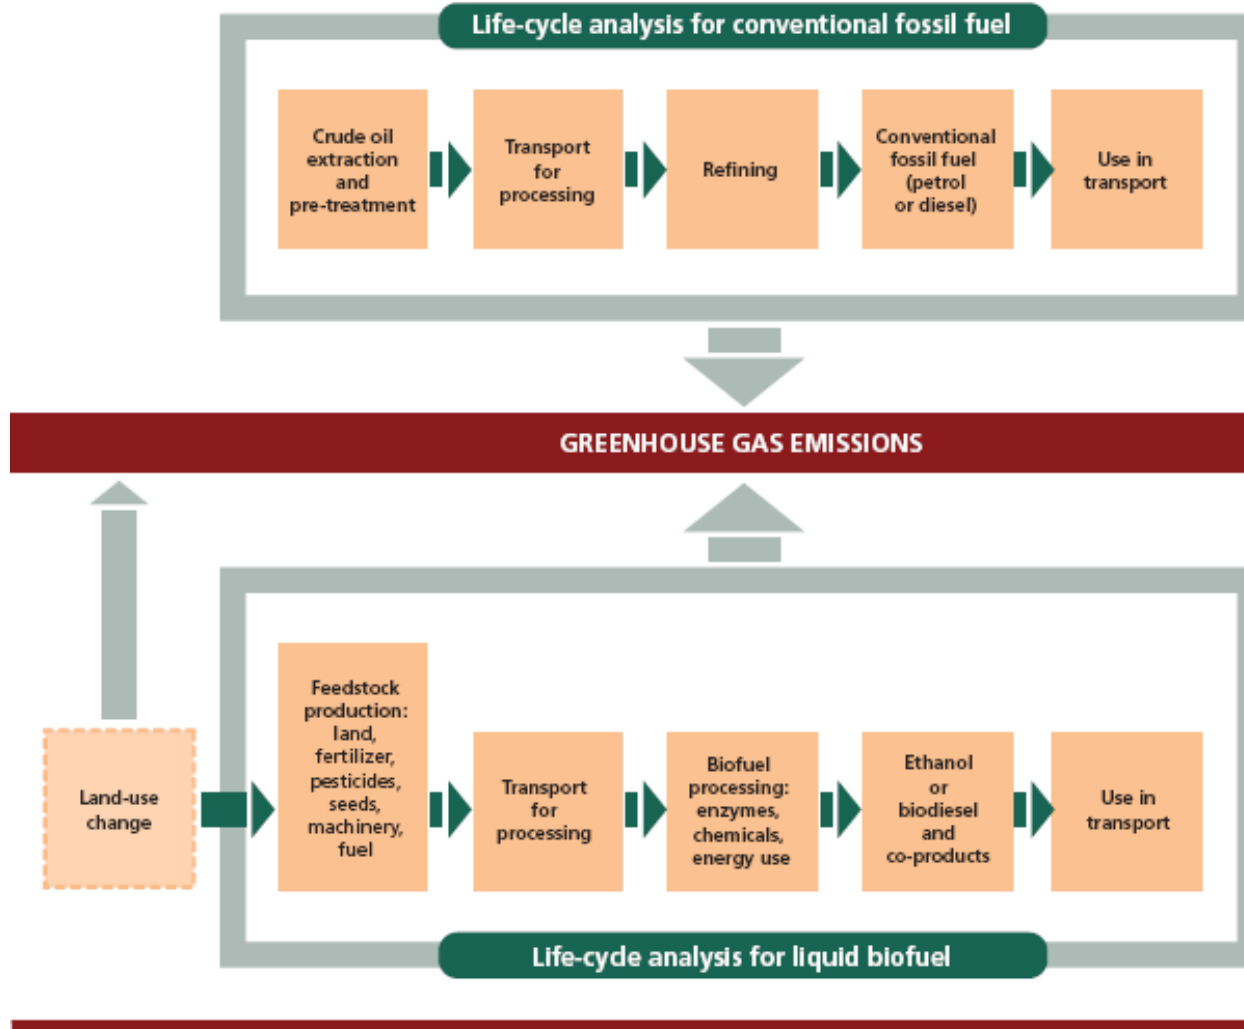 Life-cycle analysis for conventional fossil fuel
Crude oil
extraction
and
pre-treatment
Transport
for
processing
Refining
Conventional
fossil fuel
(petrol
or diesel)
Use in
transport
GREENHOUSE GAS EMISSIONS
Land-use
change
Feedstock
production:
land,
fertilizer,
pesticides,
seeds,
machinery,
fuel
Transport
for
processing
Biofuel
processing:
enzymes,
chemicals,
energy use
Ethanol
or
biodiesel
and
co-products
Use in
transport
Life-cycle analysis for liquid biofuel